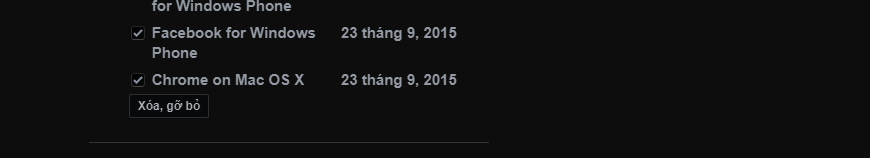 for Windows Phone
Facebook for Windows 23 tháng 9, 2015
Phone
Chrome on Mac OS X 23 tháng 9, 2015
Xóa, gỡ bỏ